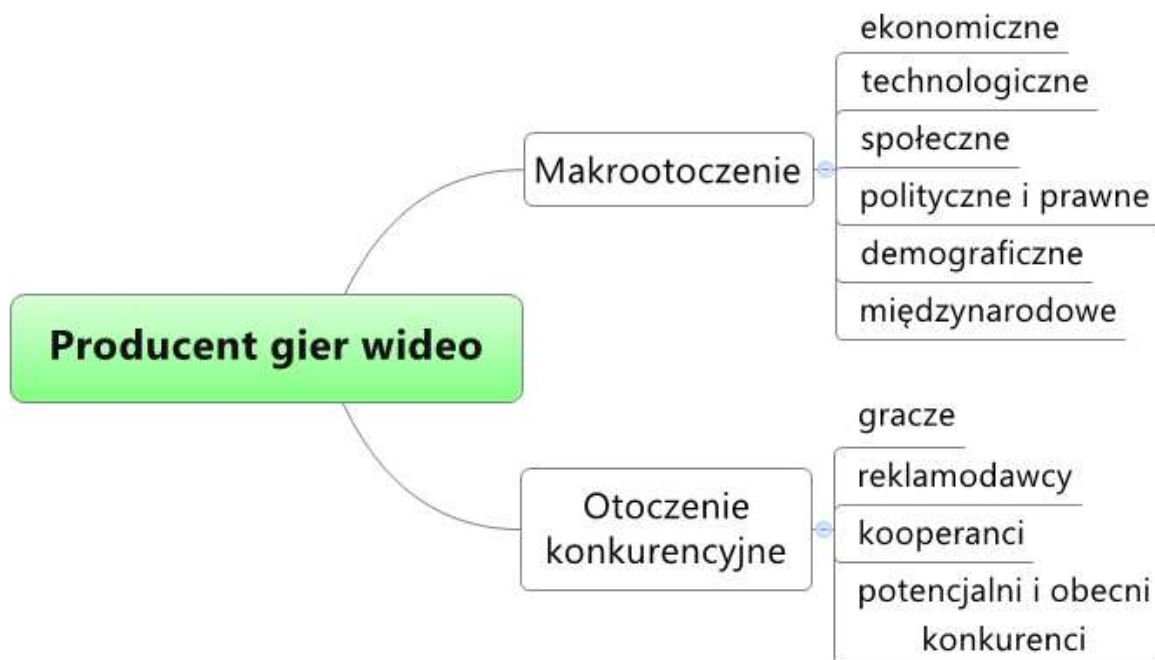 Producent gier wideo
Makrootoczenie
ekonomiczne
technologiczne
społeczne
polityczne i prawne
demograficzne
międzynarodowe
Otoczenie
konkurencyjne
gracze
reklamodawcy
kooperanci
potencjalni i obecni
konkurenci